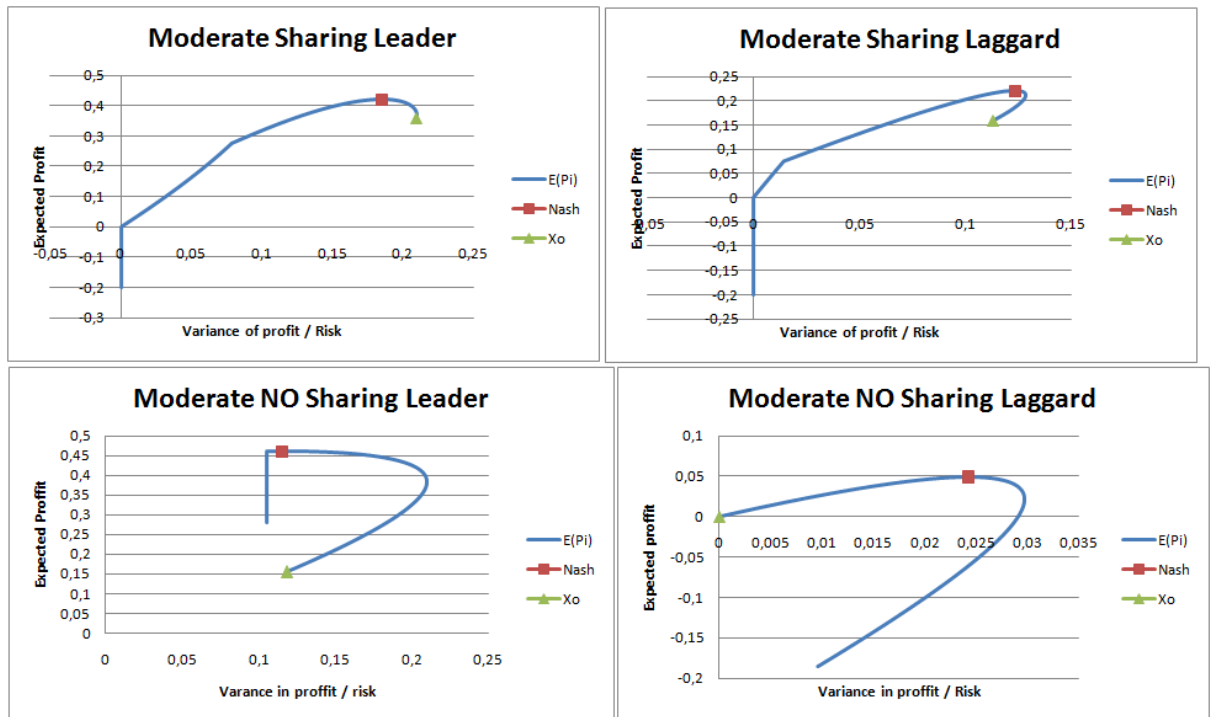 Moderate Sharing Leader
Expected Profit
0,5
0,4
0,3
0,2
0,1
0
-0,1
-0,2
-0,3
-0,05 0 0,05 0,1 0,15 0,2 0,25
Variance of profit / Risk
E(Pi)
Nash
Xo
Moderate Sharing Laggard
Expected Profit
0,25
0,2
0,15
0,1
0,05
0
-0,05
-0,1
-0,15
-0,2
-0,25
-0,05 0 0,05 0,1 0,15
Variance of profit / Risk
E(Pi)
Nash
Xo
Moderate NO Sharing Leader
Expected Proffit
0,5
0,45
0,4
0,35
0,3
0,25
0,2
0,15
0,1
0,05
0
0 0,05 0,1 0,15 0,2 0,25
Varance in proffit / risk
E(Pi)
Nash
Xo
Moderate NO Sharing Laggard
Expected proffit
0,1
0,05
0
-0,05
-0,1
-0,15
-0,2
0 0,005 0,01 0,015 0,02 0,025 0,03 0,035
Variance in proffit / Risk
E(Pi)
Nash
Xo